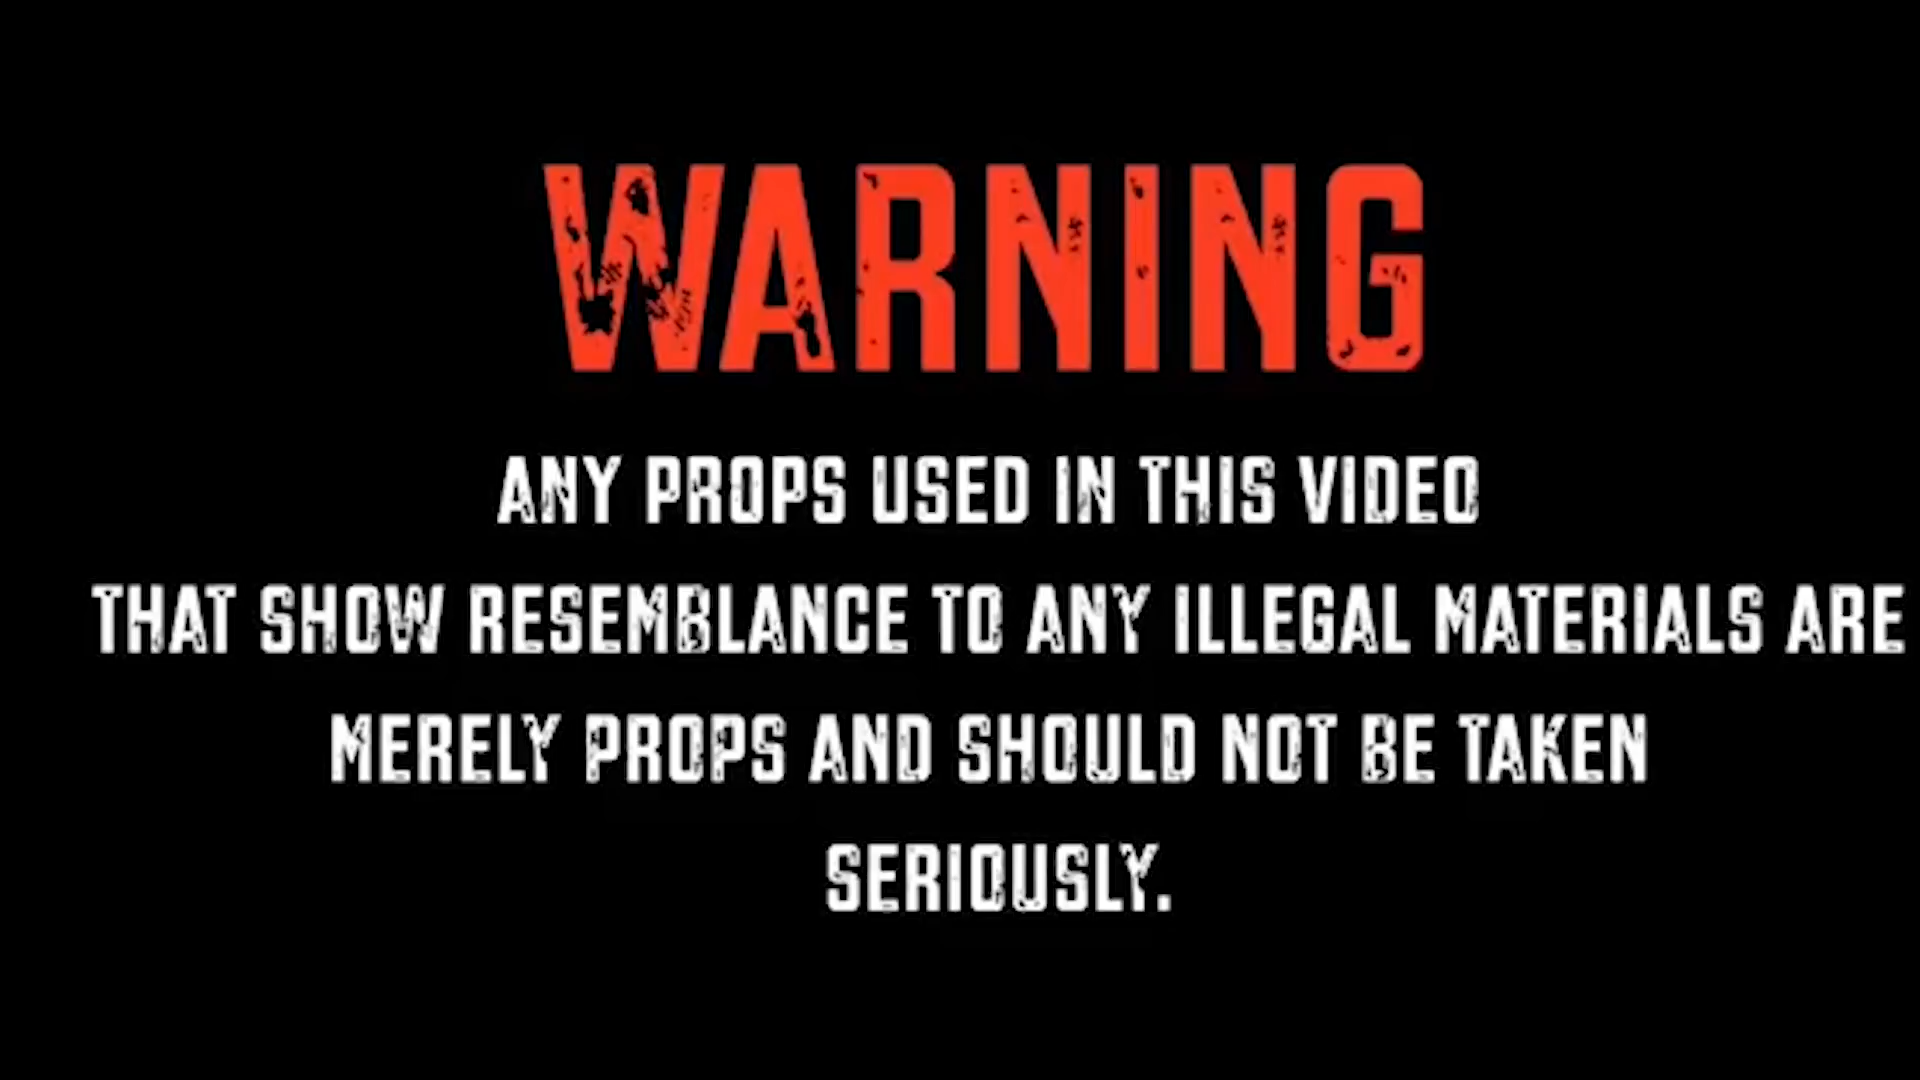 WARNING
ANY PROPS USED IN THIS VIDEO
THAT SHOW RESEMBLANCE TO ANY ILLEGAL MATERIALS ARE
MERELY PROPS AND SHOULD NOT BE TAKEN
SERIOUSLY.